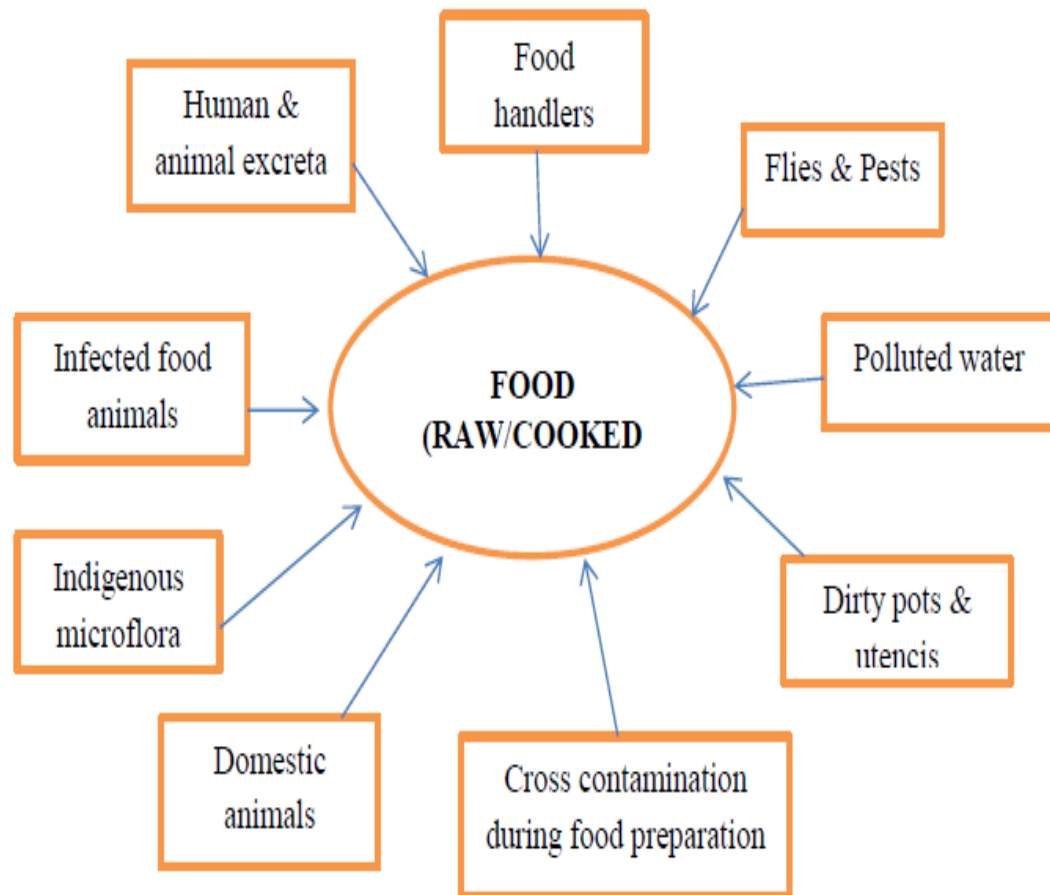 Food
handlers
Human &
animal excreta
Flies & Pests
Infected food
animals
Polluted water
FOOD
(RAW/COOKED
Indigenous
microflora
Dirty pots &
utencis
Domestic
animals
Cross contamination
during food preparation